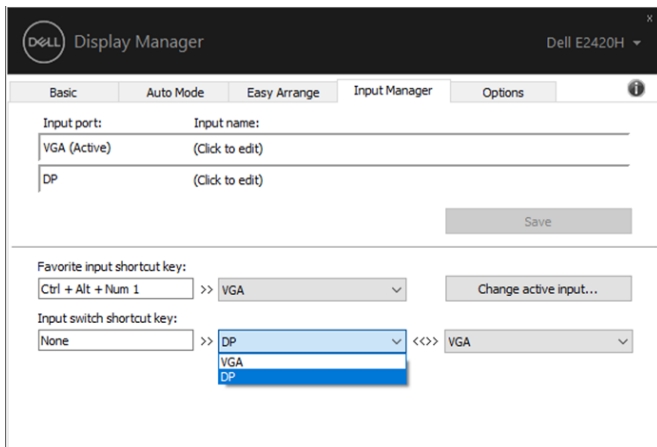 x
DELL Display Manager Dell E2420H
Basic Auto Mode Easy Arrange Input Manager Options i
Input port: Input name:
VGA (Active) (Click to edit)
DP (Click to edit)
Save
Favorite input shortcut key:
Ctrl + Alt + Num 1 >> VGA Change active input...
Input switch shortcut key:
None >> DP <<>> VGA
VGA
DP